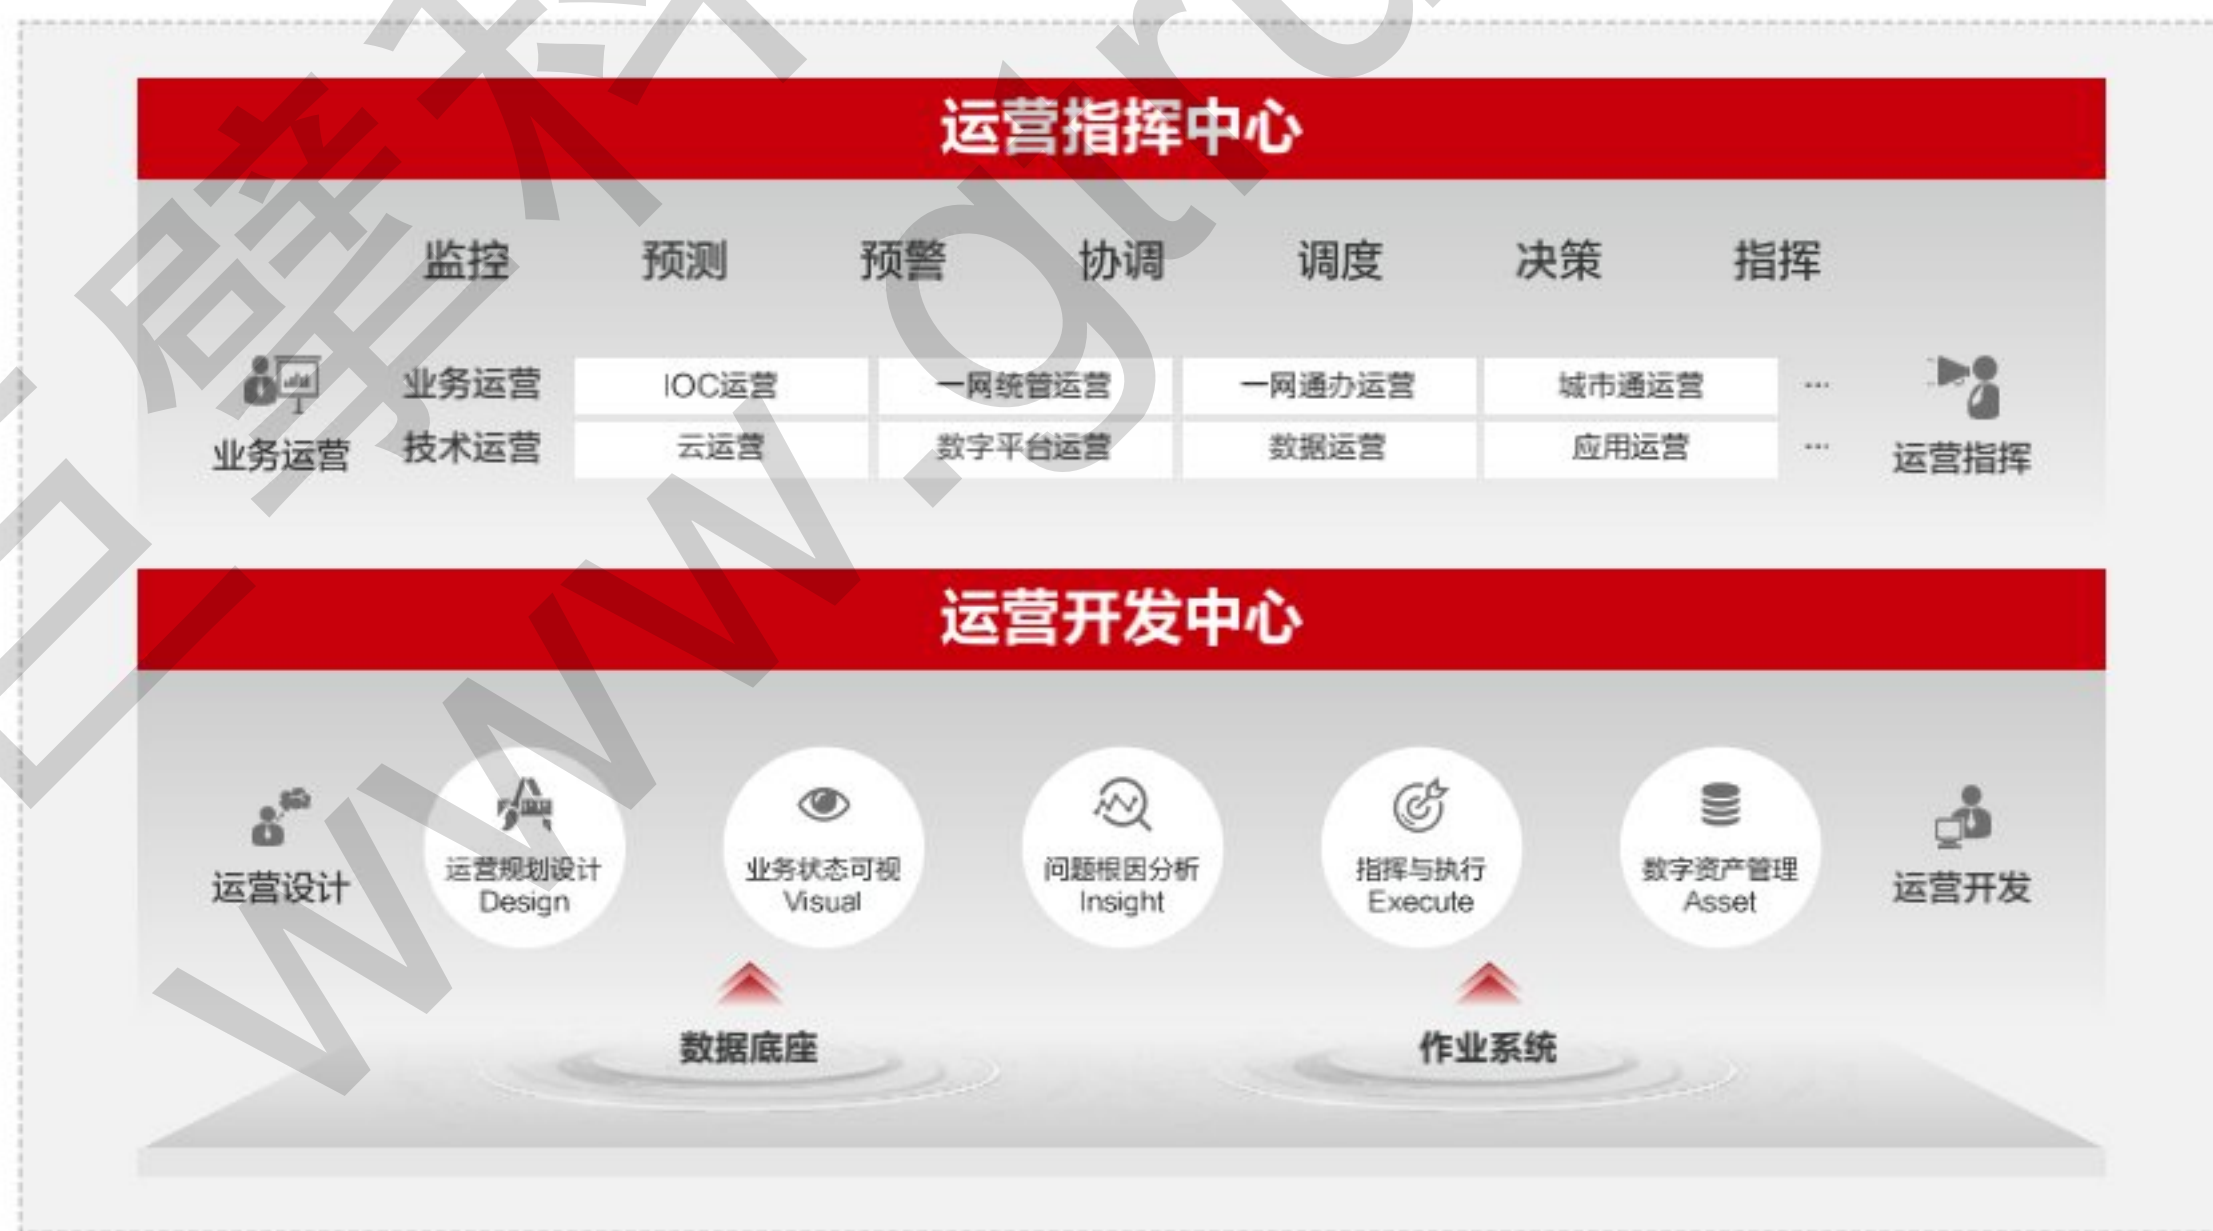 运营指挥中心
监控 预测 预警 协调 调度 决策 指挥
业务运营 IOC运营 一网统管运营 一网通办运营 城市通运营 ...
技术运营 云运营 数字平台运营 数据运营 应用运营 ...
业务运营
运营指挥
运营开发中心
运营设计
运营规划设计
Design
业务状态可视
Visual
问题根因分析
Insight
指挥与执行
Execute
数字资产管理
Asset
运营开发
数据底座
作业系统